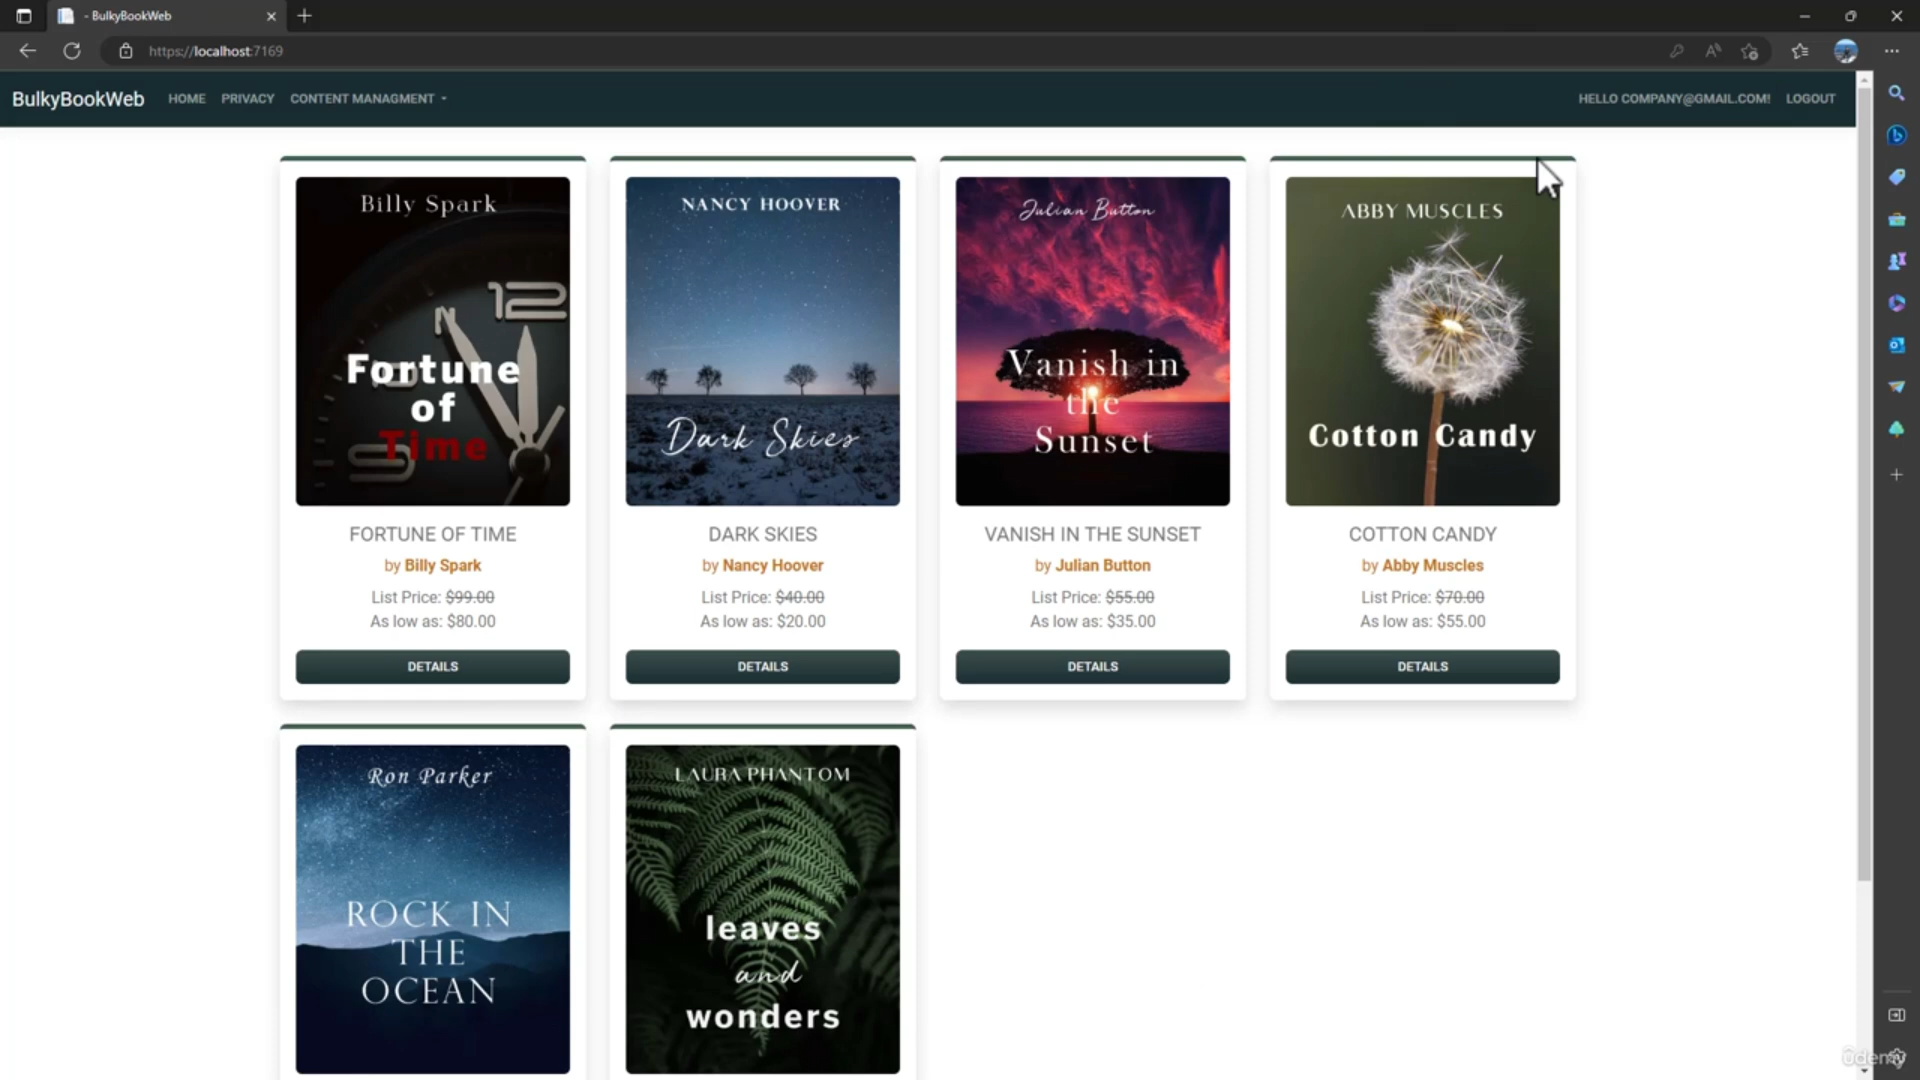 - BulkyBookWeb
https://localhost:7169
BulkyBookWeb HOME PRIVACY CONTENT MANAGMENT HELLO COMPANY@GMAIL.COM! LOGOUT
Billy Spark
12
Fortune
of
Time
FORTUNE OF TIME
by Billy Spark
List Price: $99.00
As low as: $80.00
DETAILS
NANCY HOOVER
Dark Skies
DARK SKIES
by Nancy Hoover
List Price: $40.00
As low as: $20.00
DETAILS
Julian Button
Vanish in
the
Sunset
VANISH IN THE SUNSET
by Julian Button
List Price: $55.00
As low as: $35.00
DETAILS
ABBY MUSCLES
Cotton Candy
COTTON CANDY
by Abby Muscles
List Price: $70.00
As low as: $55.00
DETAILS
Ron Parker
ROCK IN
THE
OCEAN
LAURA PHANTOM
leaves
and
wonders
ûdemy